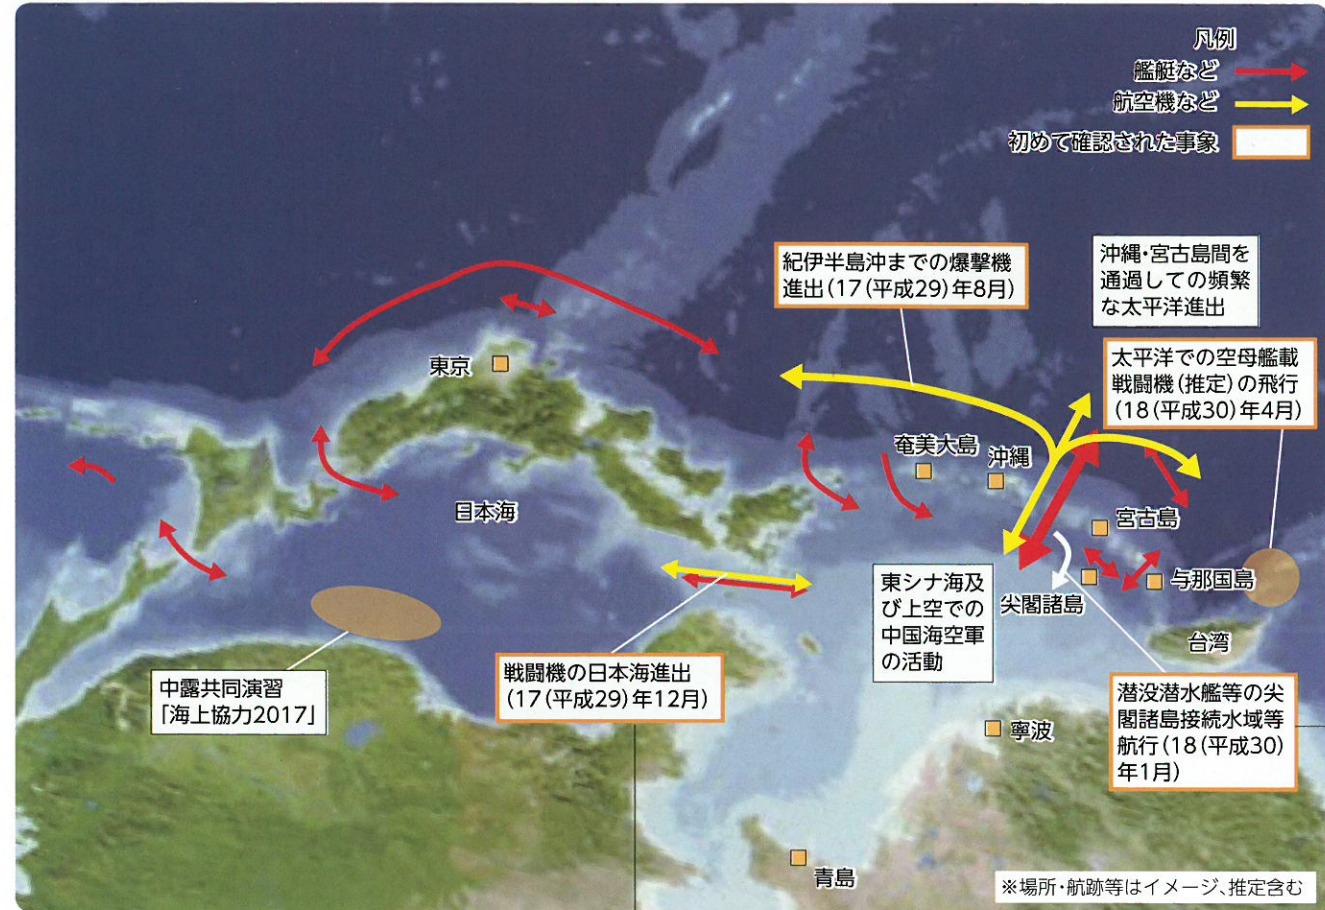 凡例
艦艇など
航空機など
初めて確認された事象
紀伊半島沖までの爆撃機
進出(17(平成29)年8月)
沖縄・宮古島間を
通過しての頻繁
な太平洋進出
太平洋での空母艦載
戦闘機(推定)の飛行
(18(平成30)年4月)
東京
奄美大島
沖縄
日本海
宮古島
与那国島
尖閣諸島
台湾
東シナ海及
び上空での
中国海空軍
の活動
中露共同演習
「海上協力2017」
戦闘機の日本海進出
(17(平成29)年12月)
潜没潜水艦等の尖
閣諸島接続水域等
航行(18(平成30)
年1月)
寧波
青島
※場所・航跡等はイメージ、推定含む